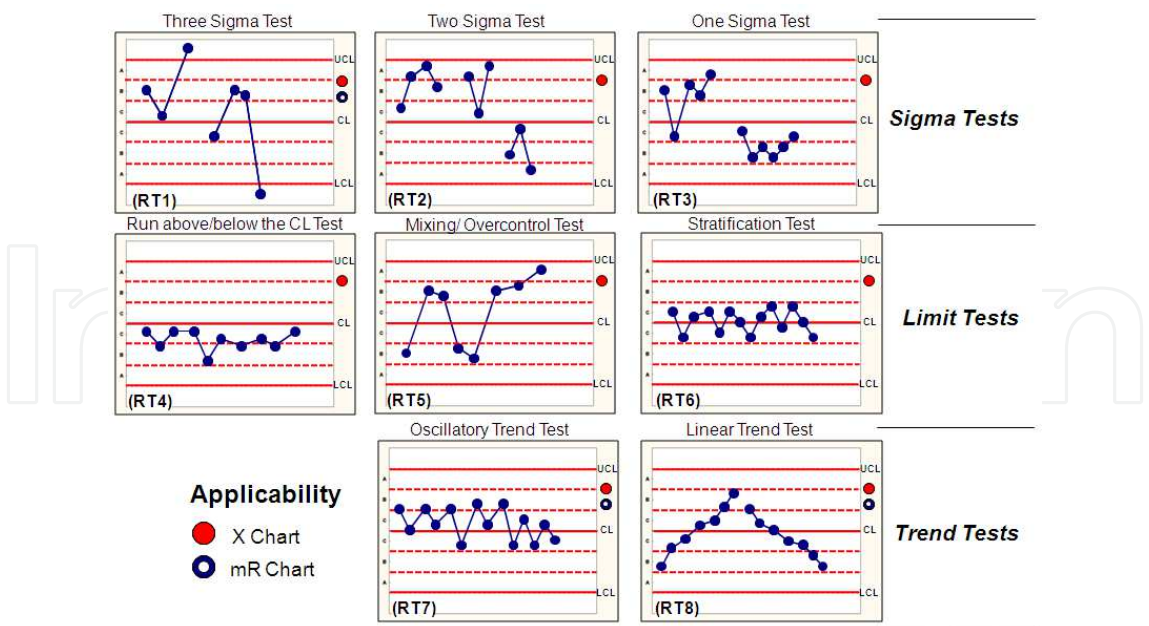 Three Sigma Test
Two Sigma Test
One Sigma Test
UCL
UCL
UCL
A
B
C
C
B
A
A
B
C
C
B
A
A
B
C
C
B
A
CL
CL
CL
Sigma Tests
LCL
LCL
LCL
(RT1)
(RT2)
(RT3)
Run above/below the CL Test
Mixing/ Overcontrol Test
Stratification Test
UCL
UCL
UCL
A
B
C
C
B
A
A
B
C
C
B
A
A
B
C
C
B
A
CL
CL
CL
Limit Tests
LCL
LCL
LCL
(RT4)
(RT5)
(RT6)
Oscillatory Trend Test
Linear Trend Test
UCL
UCL
A
B
C
C
B
A
A
B
C
C
B
A
CL
CL
Trend Tests
LCL
LCL
(RT7)
(RT8)
Applicability
X Chart
mR Chart